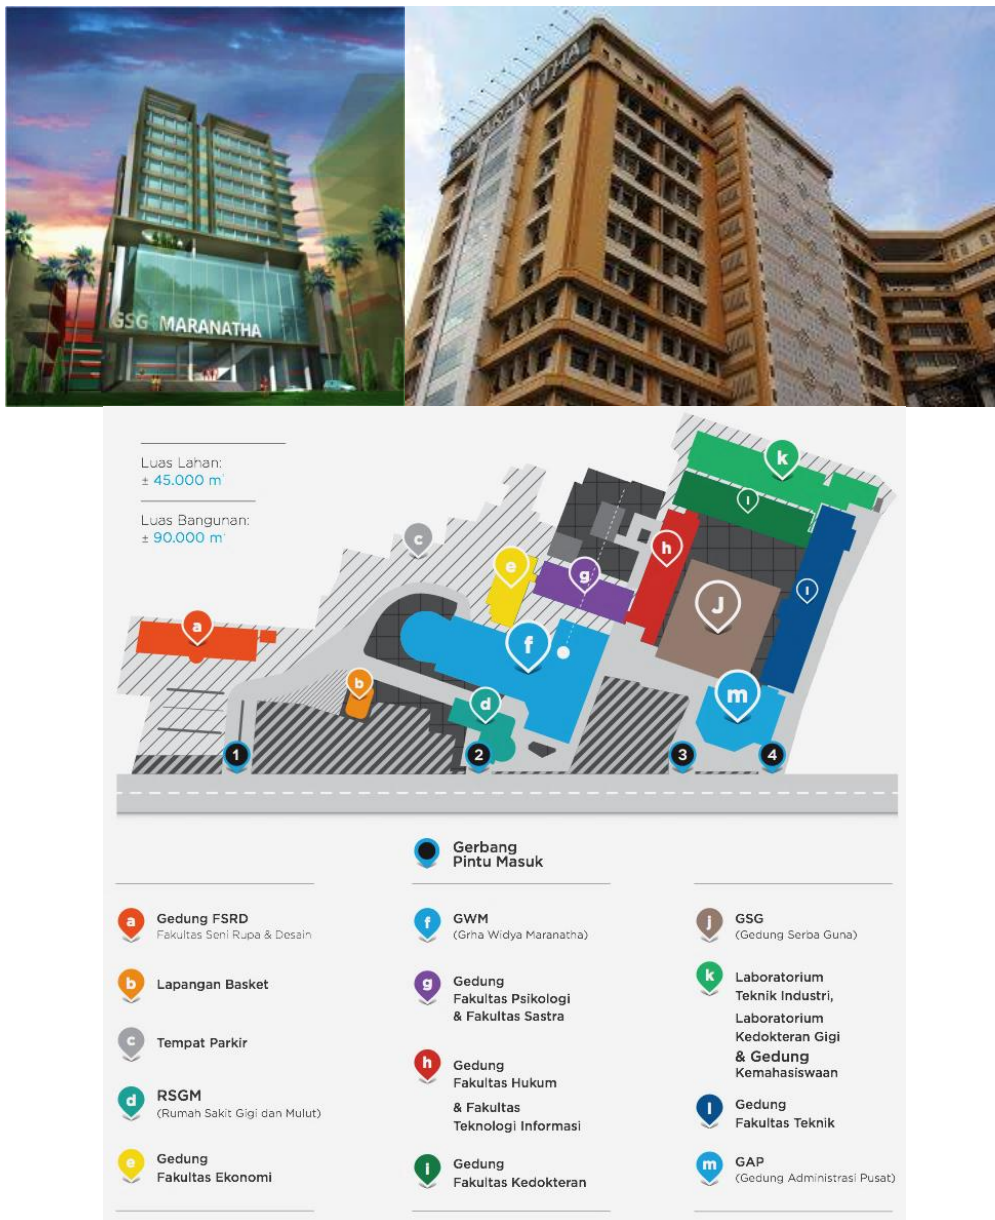 GSG MARANATHA
MARANATHA
Luas Lahan:
± 45.000 m²
Luas Bangunan:
± 90.000 m²
k
l
c
h
e
g
J
l
a
f
b
m
d
1
2
3
4
Gerbang
Pintu Masuk
a
Gedung FSRD
Fakultas Seni Rupa & Desain
b
Lapangan Basket
c
Tempat Parkir
d
RSGM
(Rumah Sakit Gigi dan Mulut)
e
Gedung
Fakultas Ekonomi
f
GWM
(Grha Widya Maranatha)
g
Gedung
Fakultas Psikologi
& Fakultas Sastra
h
Gedung
Fakultas Hukum
& Fakultas
Teknologi Informasi
i
Gedung
Fakultas Kedokteran
j
GSG
(Gedung Serba Guna)
k
Laboratorium
Teknik Industri,
Laboratorium
Kedokteran Gigi
& Gedung
Kemahasiswaan
l
Gedung
Fakultas Teknik
m
GAP
(Gedung Administrasi Pusat)